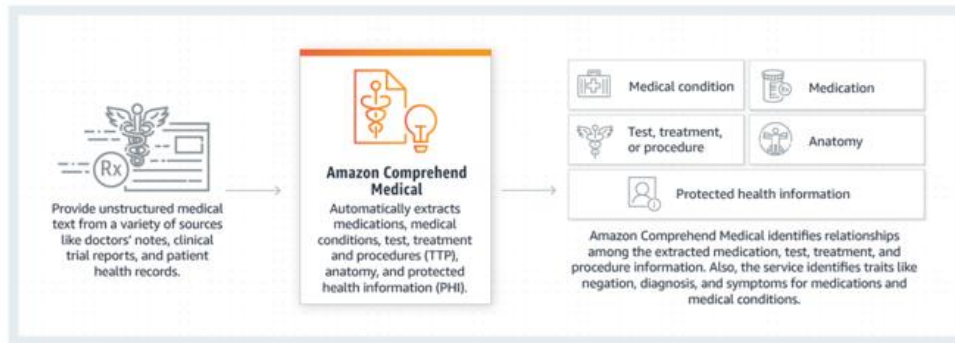 Rx
Provide unstructured medical
text from a variety of sources
like doctors' notes, clinical
trial reports, and patient
health records.
Amazon Comprehend
Medical
Automatically extracts
medications, medical
conditions, test, treatment
and procedures (TTP),
anatomy, and protected
health information (PHI).
Medical condition
Medication
Test, treatment,
or procedure
Anatomy
Protected health information
Amazon Comprehend Medical identifies relationships
among the extracted medication, test, treatment, and
procedure information. Also, the service identifies traits like
negation, diagnosis, and symptoms for medications and
medical conditions.